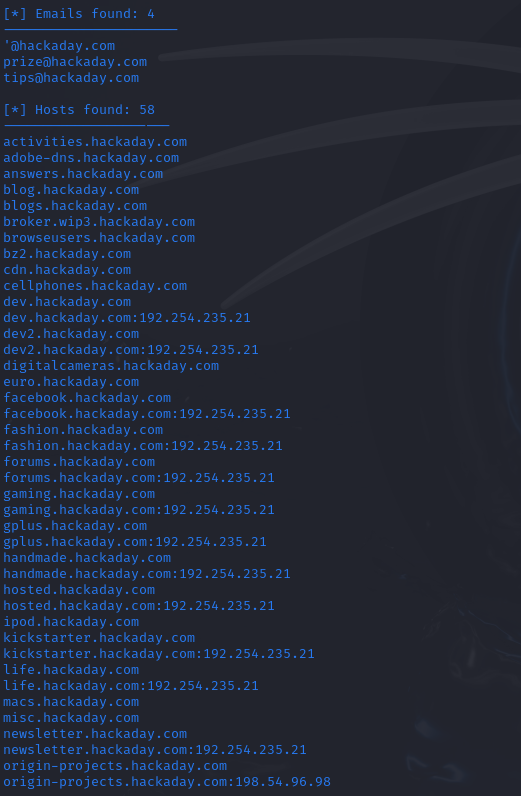 [*] Emails found: 4
----------------------
'@hackaday.com
prize@hackaday.com
tips@hackaday.com
[*] Hosts found: 58
---------------------
activities.hackaday.com
adobe-dns.hackaday.com
answers.hackaday.com
blog.hackaday.com
blogs.hackaday.com
broker.wip3.hackaday.com
browseusers.hackaday.com
bz2.hackaday.com
cdn.hackaday.com
cellphones.hackaday.com
dev.hackaday.com
dev.hackaday.com:192.254.235.21
dev2.hackaday.com
dev2.hackaday.com:192.254.235.21
digitalcameras.hackaday.com
euro.hackaday.com
facebook.hackaday.com
facebook.hackaday.com:192.254.235.21
fashion.hackaday.com
fashion.hackaday.com:192.254.235.21
forums.hackaday.com
forums.hackaday.com:192.254.235.21
gaming.hackaday.com
gaming.hackaday.com:192.254.235.21
gplus.hackaday.com
gplus.hackaday.com:192.254.235.21
handmade.hackaday.com
handmade.hackaday.com:192.254.235.21
hosted.hackaday.com
hosted.hackaday.com:192.254.235.21
ipod.hackaday.com
kickstarter.hackaday.com
kickstarter.hackaday.com:192.254.235.21
life.hackaday.com
life.hackaday.com:192.254.235.21
macs.hackaday.com
misc.hackaday.com
newsletter.hackaday.com
newsletter.hackaday.com:192.254.235.21
origin-projects.hackaday.com
origin-projects.hackaday.com:198.54.96.98